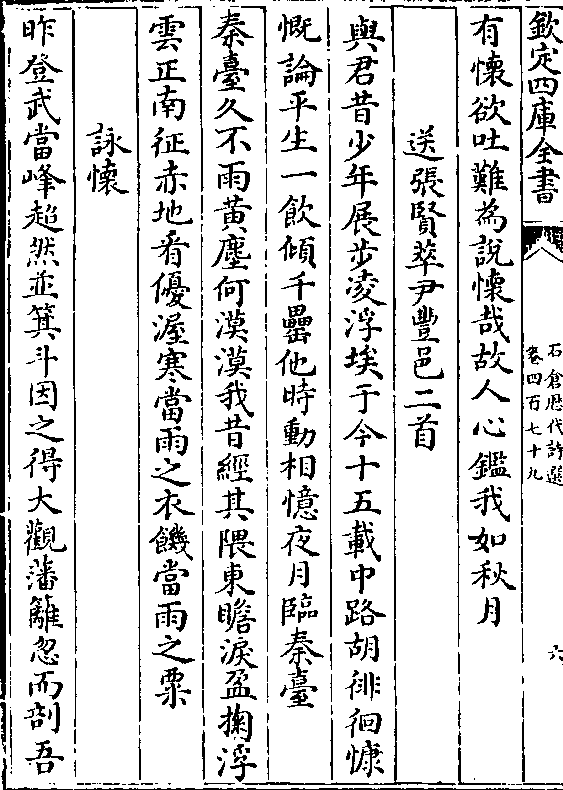 欽定四庫全書
石倉歴代詩選
卷四百七十九
六
有懷欲吐難為說懷哉故人心鑑我如秋月
送張賢萃尹豐邑二首
與君昔少年展步凌浮埃于今十五載中路胡徘徊慷
慨論平生一飲傾千罍他時動相憶夜月臨秦臺
秦臺久不雨黄塵何漠漠我昔經其隈東瞻淚盈掬浮
雲正南征赤地看優渥寒當雨之衣饑當雨之粟
詠懷
昨登武當峰超然並箕斗因之得大觀藩籬忽而剖吾